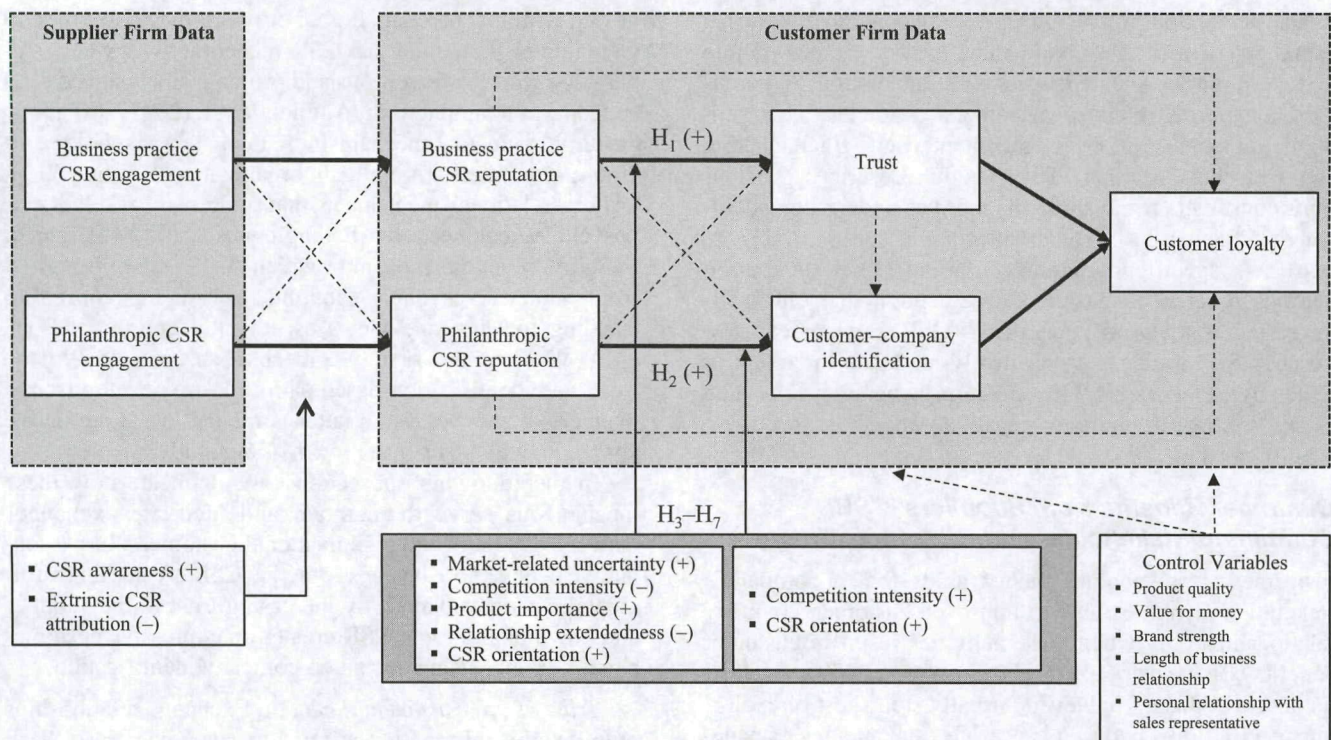 Supplier Firm Data
Customer Firm Data
Business practice
CSR engagement
Business practice
CSR reputation
H₁ (+)
Trust
Customer loyalty
Philanthropic CSR
engagement
Philanthropic
CSR reputation
H₂ (+)
Customer–company
identification
H₃–H₇
▪ CSR awareness (+)
▪ Extrinsic CSR
attribution (–)
▪ Market-related uncertainty (+)
▪ Competition intensity (–)
▪ Product importance (+)
▪ Relationship extendedness (–)
▪ CSR orientation (+)
▪ Competition intensity (+)
▪ CSR orientation (+)
Control Variables
▪ Product quality
▪ Value for money
▪ Brand strength
▪ Length of business
relationship
▪ Personal relationship with
sales representative